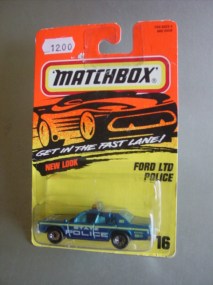 1200
MATCHBOX
GET IN THE FAST LANE!
NEW LOOK
FORD LTD
POLICE
STATE
POLICE
16